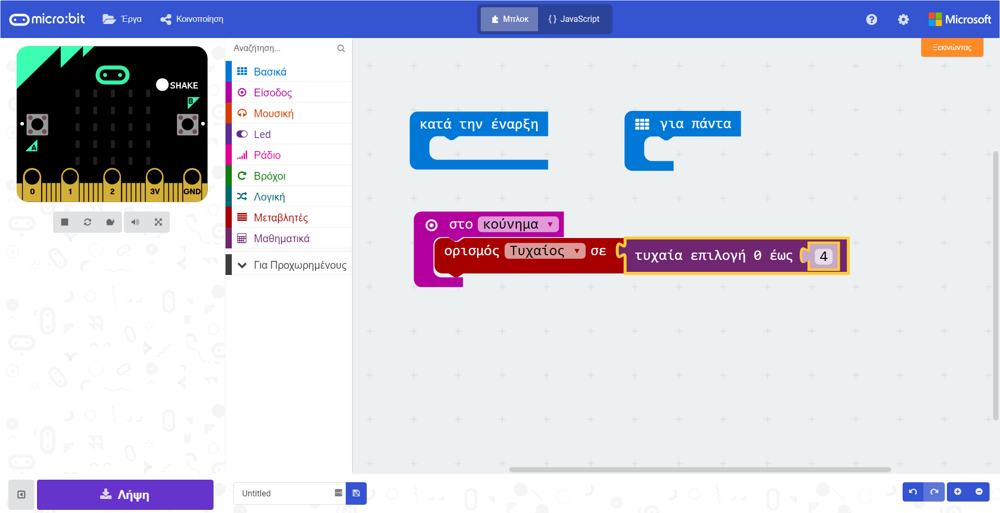 micro:bit Έργα Κοινοποίηση Μπλοκ {} JavaScript ? Microsoft
Ξεκινώντας
SHAKE
B
A
0 1 2 3V GND
Αναζήτηση...
Βασικά
Είσοδος
Μουσική
Led
Ράδιο
Βρόχοι
Λογική
Μεταβλητές
Μαθηματικά
Για Προχωρημένους
κατά την έναρξη
για πάντα
στο κούνημα
ορισμός Τυχαίος σε τυχαία επιλογή 0 έως 4
Λήψη
Untitled